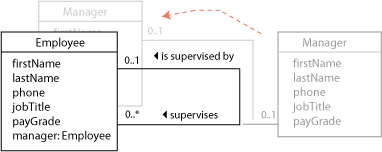 Manager
firstName
0..1
Employee
firstName
lastName
phone
jobTitle
payGrade
manager: Employee
0..1
◄ is supervised by
0..*
◄ supervises
0..1
Manager
firstName
lastName
phone
jobTitle
payGrade